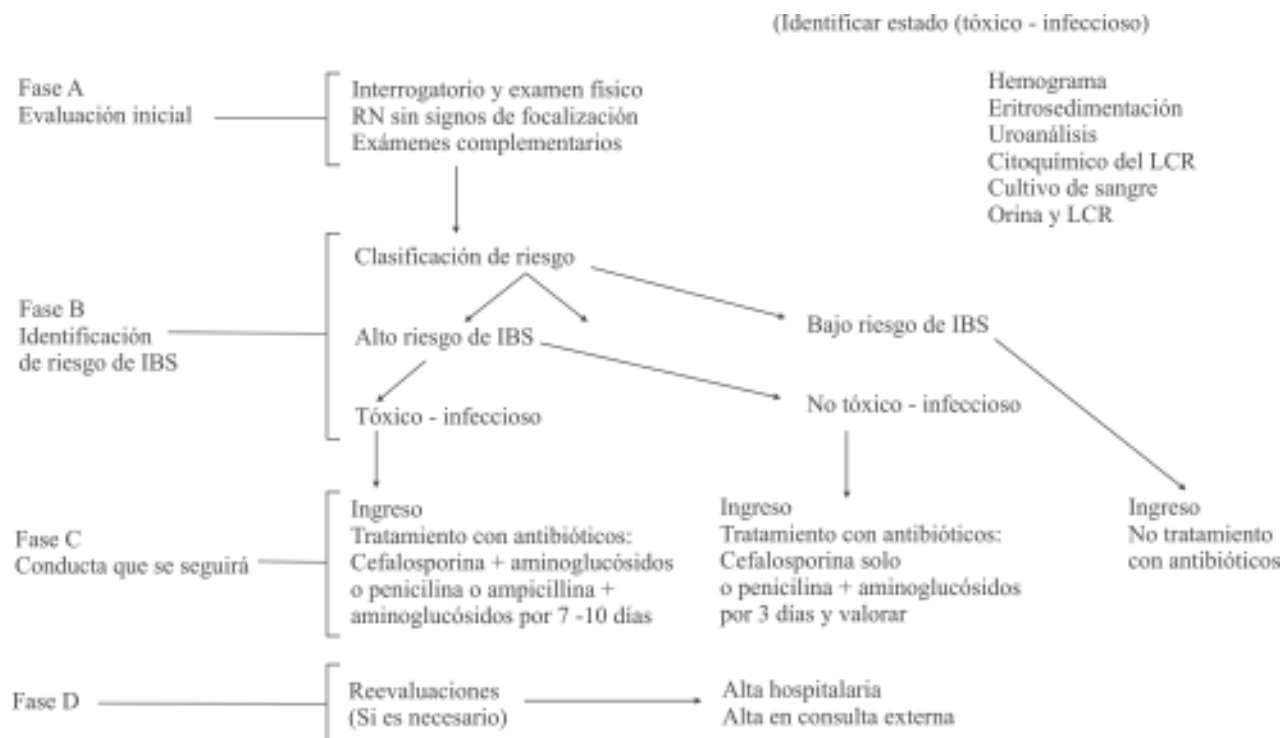 (Identificar estado (tóxico - infeccioso)
Fase A
Evaluación inicial
Interrogatorio y examen físico
RN sin signos de focalización
Exámenes complementarios
Hemograma
Eritrosedimentación
Uroanálisis
Citoquímico del LCR
Cultivo de sangre
Orina y LCR
Fase B
Identificación
de riesgo de IBS
Clasificación de riesgo
Alto riesgo de IBS
Bajo riesgo de IBS
Tóxico - infeccioso
No tóxico - infeccioso
Fase C
Conducta que se seguirá
Ingreso
Tratamiento con antibióticos:
Cefalosporina + aminoglucósidos
o penicilina o ampicillina +
aminoglucósidos por 7 -10 días
Ingreso
Tratamiento con antibióticos:
Cefalosporina solo
o penicilina + aminoglucósidos
por 3 días y valorar
Ingreso
No tratamiento
con antibióticos
Fase D
Reevaluaciones
(Si es necesario)
Alta hospitalaria
Alta en consulta externa